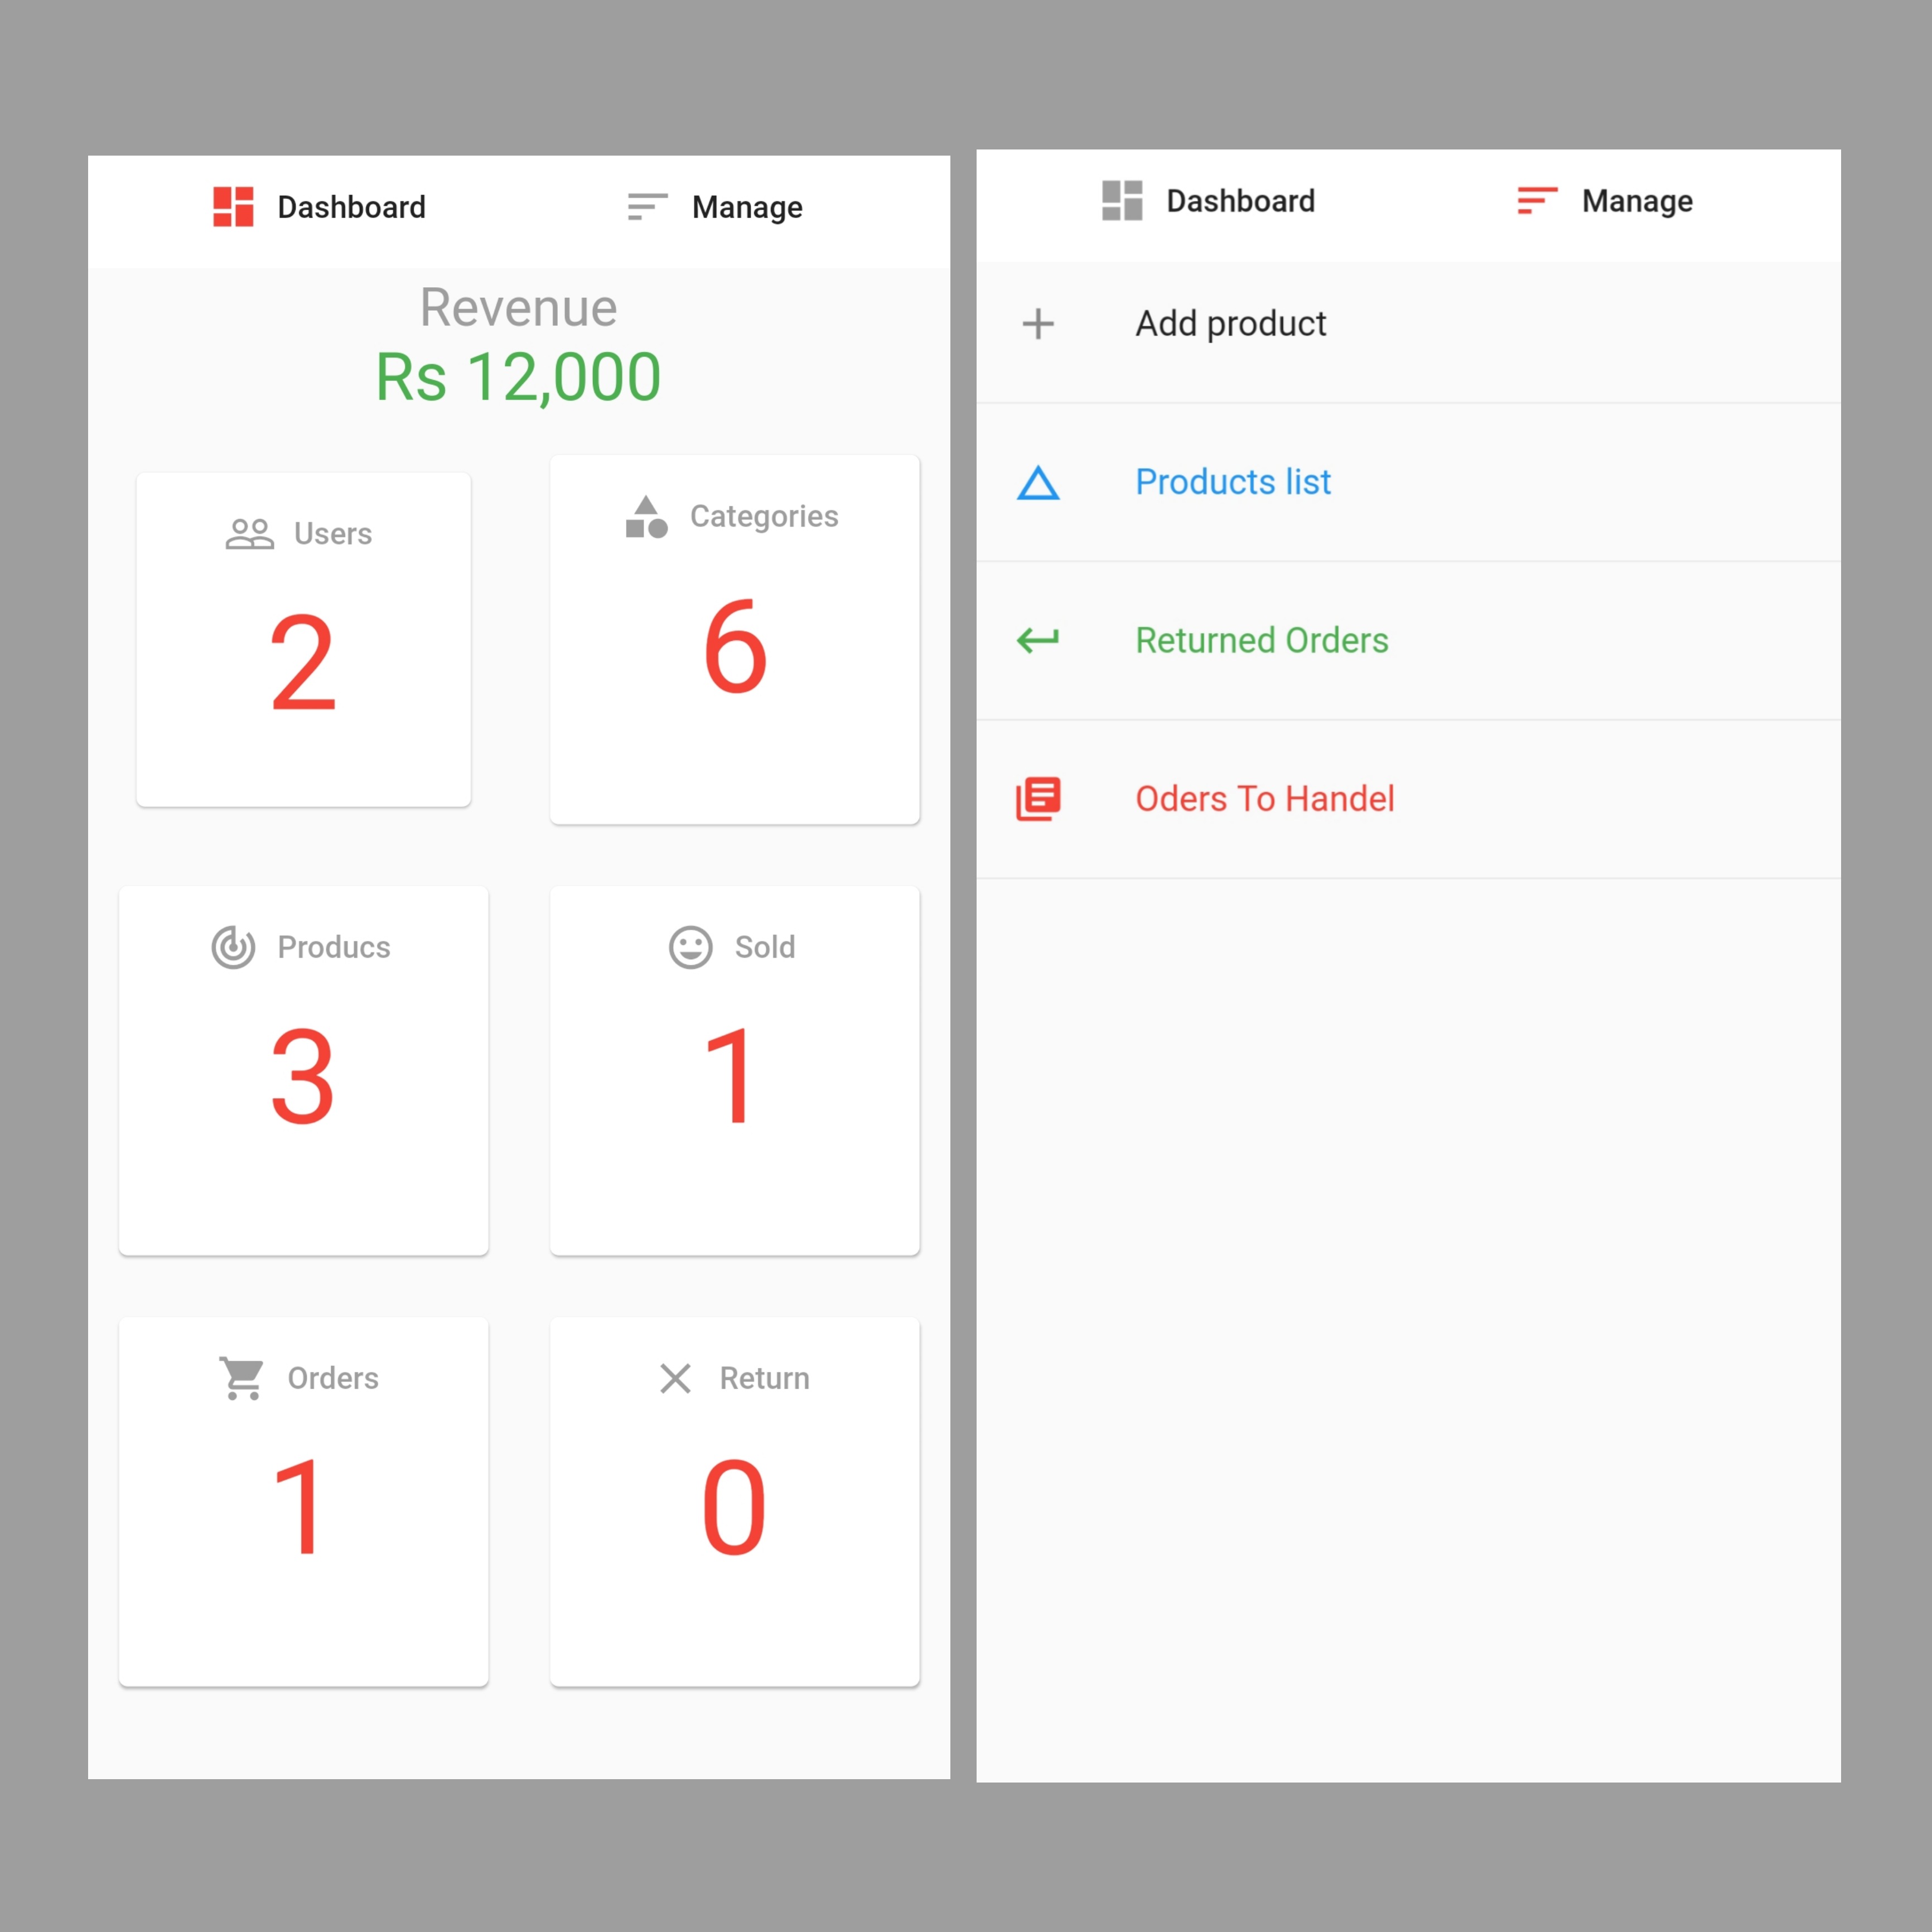 Dashboard Manage
Revenue
Rs 12,000
Users Categories
2 6
Producs Sold
3 1
Orders Return
1 0
Dashboard Manage
Add product
Products list
Returned Orders
Oders To Handel